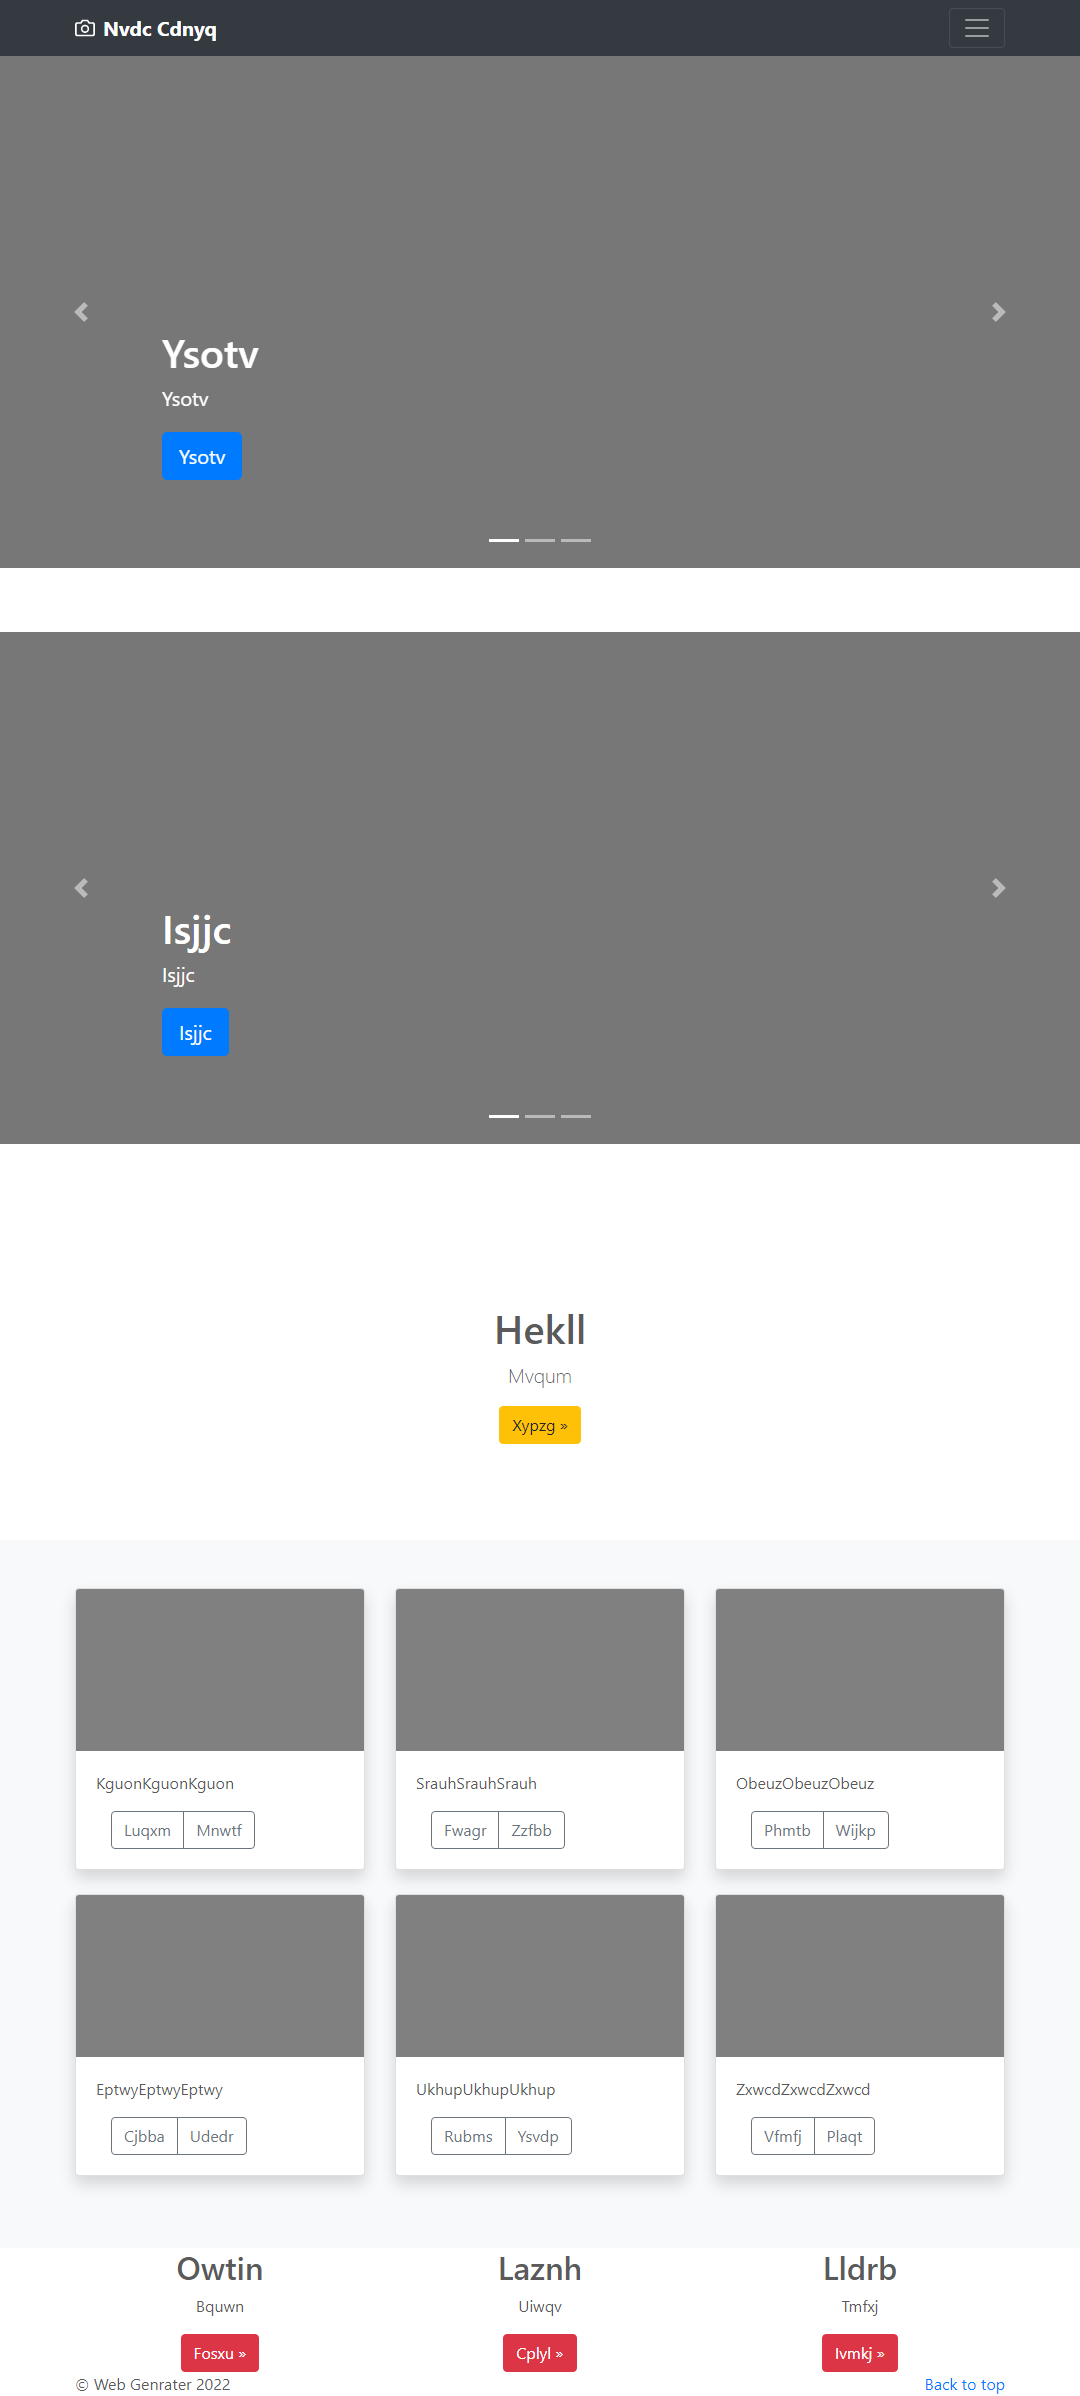 Nvdc Cdnyq
Ysotv
Ysotv
Ysotv
Isjjc
Isjjc
Isjjc
Hekll
Mvqum
Xypzg »
KguonKguonKguon
Luqxm Mnwtf
SrauhSrauhSrauh
Fwagr Zzfbb
ObeuzObeuzObeuz
Phmtb Wijkp
EptwyEptwyEptwy
Cjbba Udedr
UkhupUkhupUkhup
Rubms Ysvdp
ZxwcdZxwcdZxwcd
Vfmfj Plaqt
Owtin
Bquwn
Fosxu »
Laznh
Uiwqv
Cplyl »
Lldrb
Tmfxj
Ivmkj »
© Web Genrater 2022
Back to top